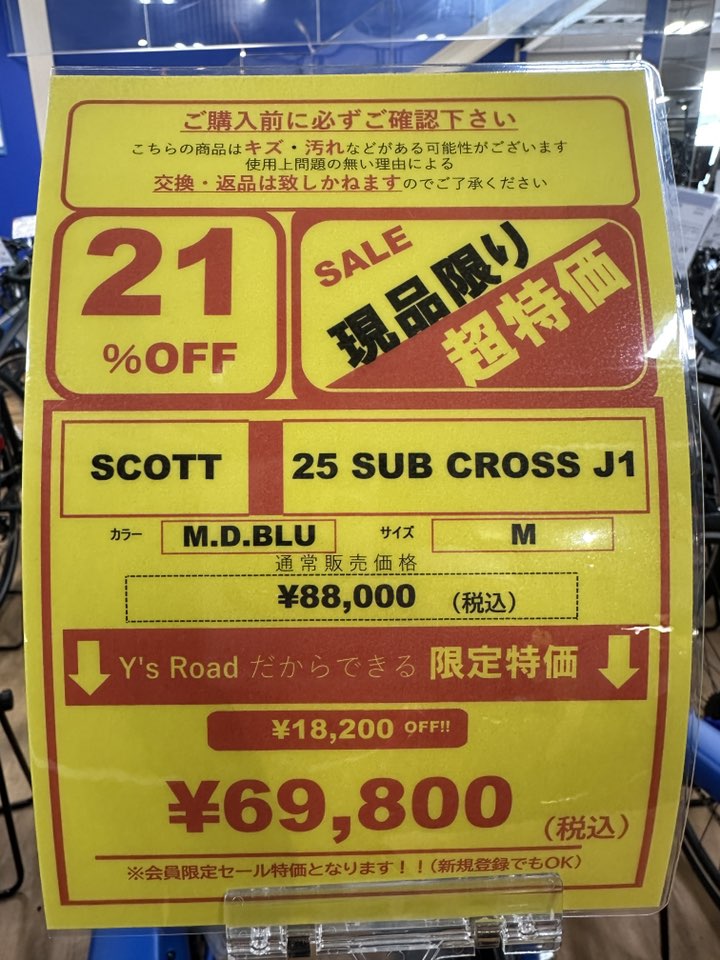 ご購入前に必ずご確認下さい
こちらの商品はキズ・汚れなどがある可能性がございます
使用上問題の無い理由による
交換・返品は致しかねますのでご了承ください
21
%OFF
SALE
現品限り
超特価
SCOTT
25 SUB CROSS J1
カラー M.D.BLU サイズ M
通常販売価格
¥88,000 (税込)
Y's Road だからできる 限定特価
¥18,200 OFF!!
¥69,800 (税込)
※会員限定セール特価となります!!(新規登録でもOK)